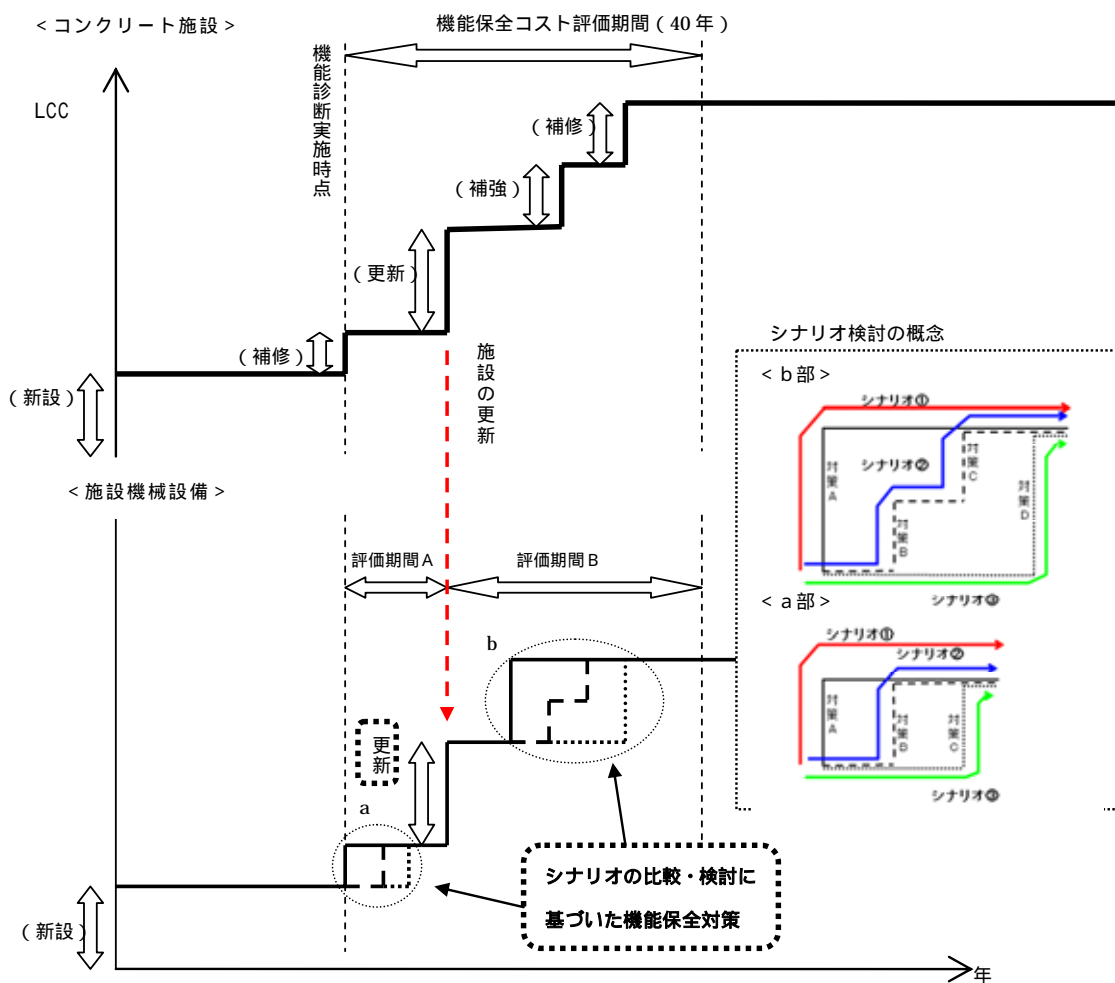 ＜コンクリート施設＞
機能保全コスト評価期間（40年）
機能診断実施時点
LCC
（補修）
（補強）
（更新）
（補修）
（新設）
施設の更新
シナリオ検討の概念
＜ｂ部＞
シナリオ①
シナリオ②
対策A
対策B
対策C
対策D
シナリオ③
＜ａ部＞
シナリオ①
シナリオ②
対策A
対策B
対策C
シナリオ③
＜施設機械設備＞
評価期間A
評価期間B
b
更新
a
シナリオの比較・検討に
基づいた機能保全対策
（新設）
年